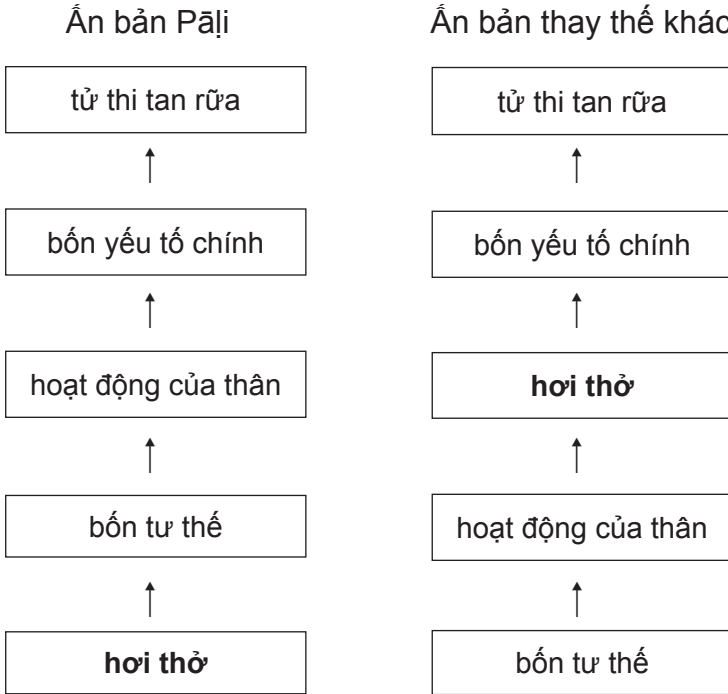 Ấn bản Pāḷi
tử thi tan rữa
bốn yếu tố chính
hoạt động của thân
bốn tư thế
hơi thở
Ấn bản thay thế khác
tử thi tan rữa
bốn yếu tố chính
hơi thở
hoạt động của thân
bốn tư thế